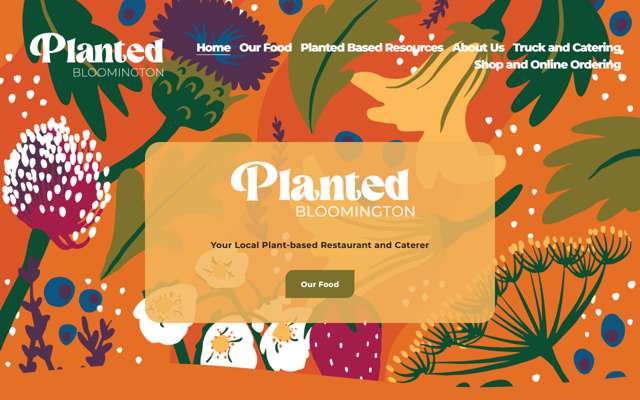 Planted
BLOOMINGTON
Home Our Food Planted Based Resources About Us Truck and Catering
Shop and Online Ordering
Planted
BLOOMINGTON
Your Local Plant-based Restaurant and Caterer
Our Food